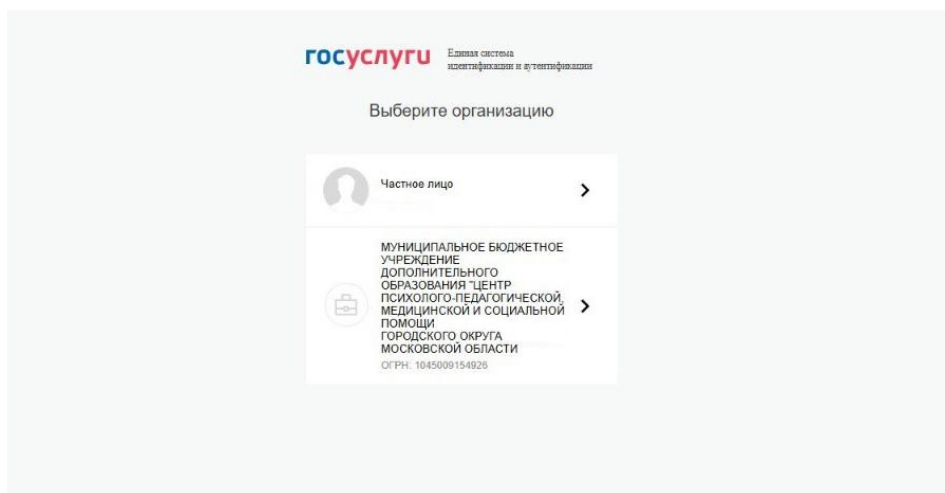 госуслуги
Единая система
идентификации и аутентификации
Выберите организацию
Частное лицо
МУНИЦИПАЛЬНОЕ БЮДЖЕТНОЕ
УЧРЕЖДЕНИЕ
ДОПОЛНИТЕЛЬНОГО
ОБРАЗОВАНИЯ "ЦЕНТР
ПСИХОЛОГО-ПЕДАГОГИЧЕСКОЙ,
МЕДИЦИНСКОЙ И СОЦИАЛЬНОЙ
ПОМОЩИ
ГОРОДСКОГО ОКРУГА
МОСКОВСКОЙ ОБЛАСТИ
ОГРН: 1045009154926